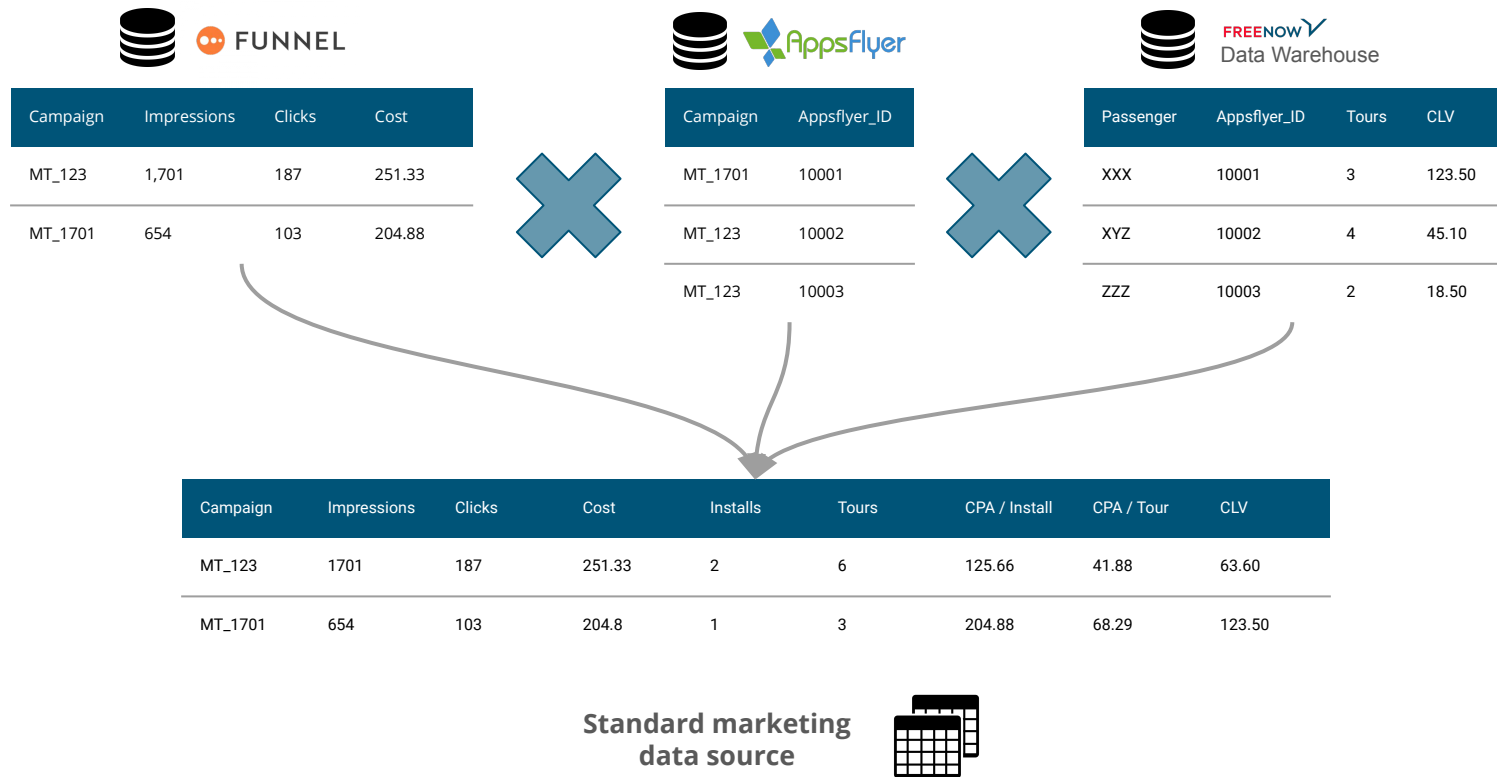 FUNNEL
AppsFlyer
FREENOW
Data Warehouse
Campaign Impressions Clicks Cost
MT_123 1,701 187 251.33
MT_1701 654 103 204.88
Campaign Appsflyer_ID
MT_1701 10001
MT_123 10002
MT_123 10003
Passenger Appsflyer_ID Tours CLV
XXX 10001 3 123.50
XYZ 10002 4 45.10
ZZZ 10003 2 18.50
Campaign Impressions Clicks Cost Installs Tours CPA / Install CPA / Tour CLV
MT_123 1701 187 251.33 2 6 125.66 41.88 63.60
MT_1701 654 103 204.8 1 3 204.88 68.29 123.50
Standard marketing
data source